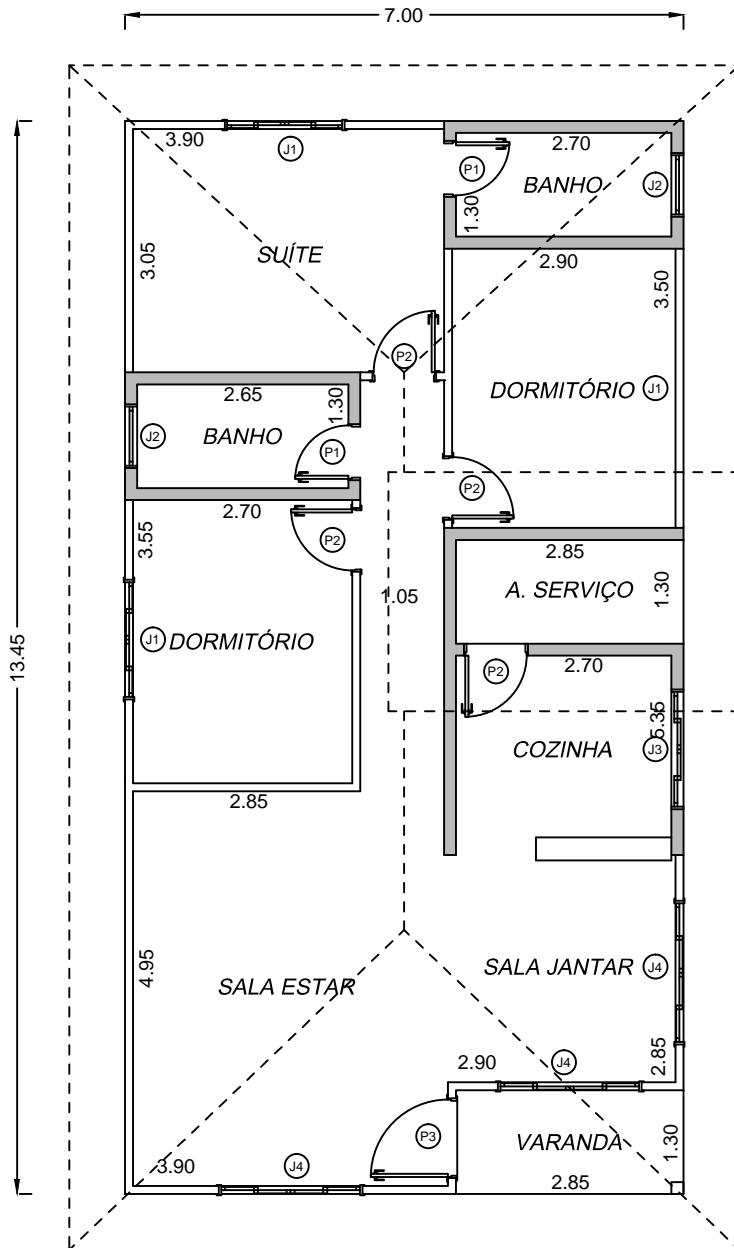 7.00
3.90
J1
P1
2.70
BANHO
J2
1.30
3.05
SUÍTE
2.90
3.50
P2
2.65
1.30
DORMITÓRIO
J1
J2
BANHO
P1
P2
2.70
3.55
P2
2.85
A. SERVIÇO
1.30
1.05
J1
DORMITÓRIO
13.45
P2
2.70
5.35
COZINHA
J3
2.85
4.95
SALA ESTAR
SALA JANTAR
J4
2.90
J4
2.85
P3
VARANDA
1.30
3.90
J4
2.85